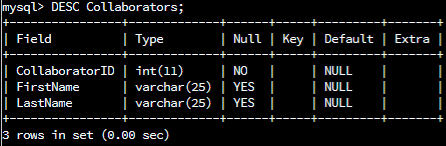 mysql> DESC Collaborators;
+----------------+-------------+------+-----+---------+-------+
| Field          | Type        | Null | Key | Default | Extra |
+----------------+-------------+------+-----+---------+-------+
| CollaboratorID | int(11)     | NO   |     | NULL    |       |
| FirstName      | varchar(25) | YES  |     | NULL    |       |
| LastName       | varchar(25) | YES  |     | NULL    |       |
+----------------+-------------+------+-----+---------+-------+
3 rows in set (0.00 sec)